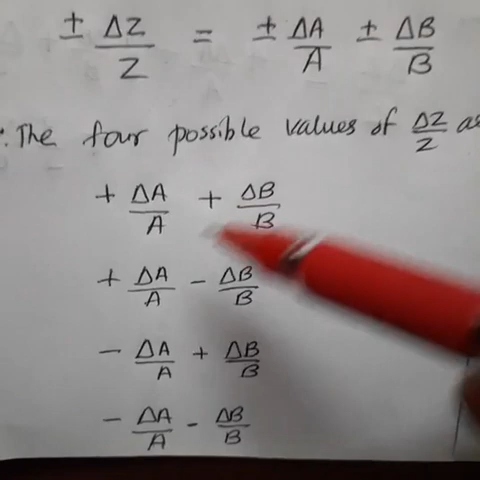 ± ΔZ/Z = ± ΔA/A ± ΔB/B
∴ The four possible values of ΔZ/Z
+ ΔA/A + ΔB/B
+ ΔA/A - ΔB/B
- ΔA/A + ΔB/B
- ΔA/A - ΔB/B